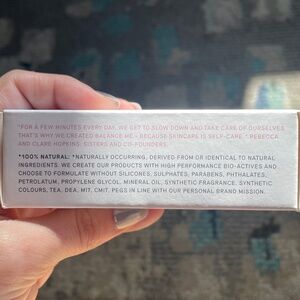 "FOR A FEW MINUTES EVERY DAY, WE GET TO SLOW DOWN AND TAKE CARE OF OURSELVES
THAT'S WHY WE CREATED BALANCE ME - BECAUSE SKINCARE IS SELF-CARE." REBECCA
AND CLARE HOPKINS, SISTERS AND CO-FOUNDERS.
*100% NATURAL: *NATURALLY OCCURRING, DERIVED FROM OR IDENTICAL TO NATURAL
INGREDIENTS. WE CREATE OUR PRODUCTS WITH HIGH PERFORMANCE BIO-ACTIVES AND
CHOOSE TO FORMULATE WITHOUT SILICONES, SULPHATES, PARABENS, PHTHALATES,
PETROLATUM, PROPYLENE GLYCOL, MINERAL OIL, SYNTHETIC FRAGRANCE, SYNTHETIC
COLOURS, TEA, DEA, MIT, CMIT, PEGS IN LINE WITH OUR PERSONAL BRAND MISSION.